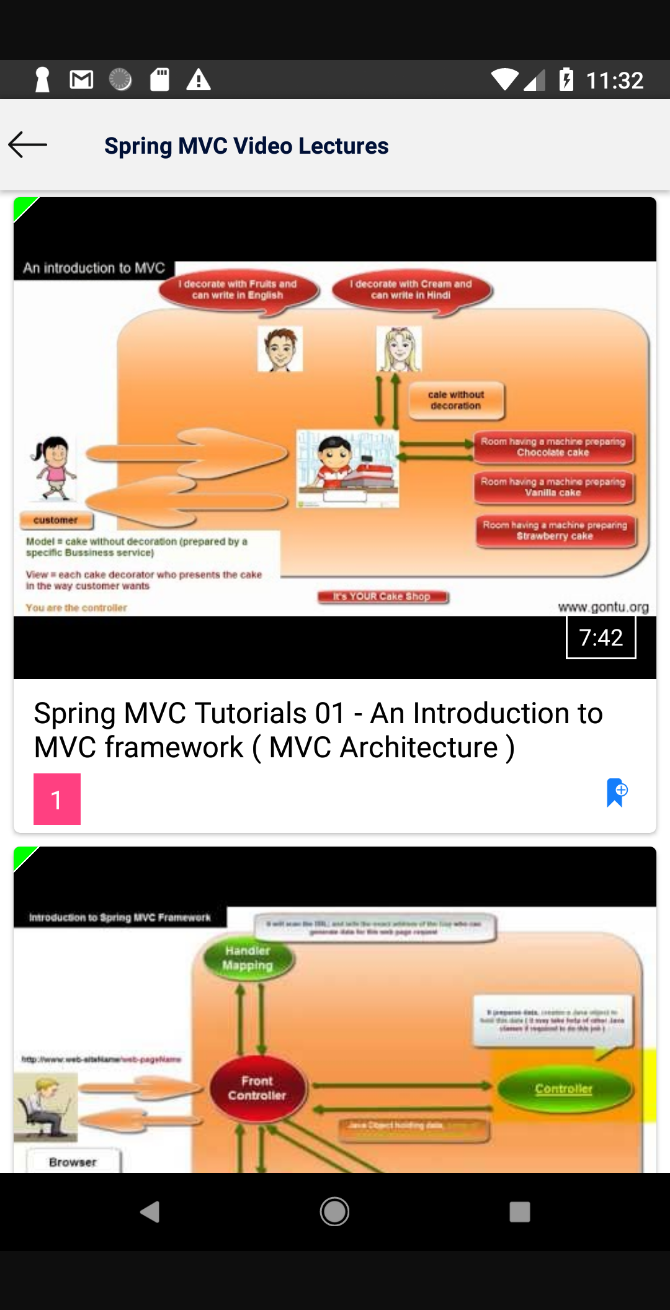 11:32
Spring MVC Video Lectures
An introduction to MVC
I decorate with Fruits and
can write in English
I decorate with Cream and
can write in Hindi
cale without
decoration
Room having a machine preparing
Chocolate cake
Room having a machine preparing
Vanilla cake
Room having a machine preparing
Strawberry cake
customer
Model = cake without decoration (prepared by a
specific Bussiness service)
View = each cake decorator who presents the cake
in the way customer wants
You are the controller
It's YOUR Cake Shop
www.gontu.org
7:42
Spring MVC Tutorials 01 - An Introduction to
MVC framework ( MVC Architecture )
1
Introduction to Spring MVC Framework
It will scan the URL, and tells the exact address of the Guy who can
generate data for this web page request
Handler
Mapping
It prepares data, creates a Java object to
hold this data ( it may take help of other Java
classes if required to do this job )
http://www.web-siteName/web-pageName
Front
Controller
Controller
Java Object holding data,
Browser